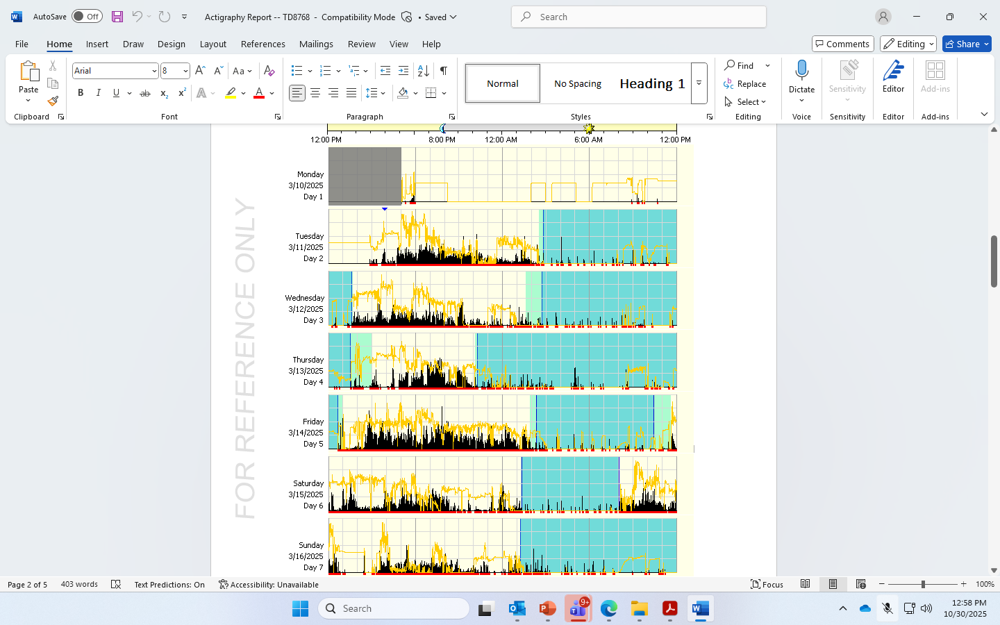 AutoSave Off Actigraphy Report -- TD8768 - Compatibility Mode • Saved Search
File Home Insert Draw Design Layout References Mailings Review View Help Comments Editing Share
Paste
Clipboard
Arial 8
Font
Paragraph
Normal No Spacing Heading 1
Styles
Find
Replace
Select
Editing
Dictate
Voice
Sensitivity
Sensitivity
Editor
Editor
Add-ins
Add-ins
12:00 PM 8:00 PM 12:00 AM 6:00 AM 12:00 PM
Monday
3/10/2025
Day 1
Tuesday
3/11/2025
Day 2
Wednesday
3/12/2025
Day 3
Thursday
3/13/2025
Day 4
Friday
3/14/2025
Day 5
Saturday
3/15/2025
Day 6
Sunday
3/16/2025
Day 7
FOR REFERENCE ONLY
Page 2 of 5 403 words Text Predictions: On Accessibility: Unavailable Focus 100%
Search 9+ 12:58 PM
10/30/2025